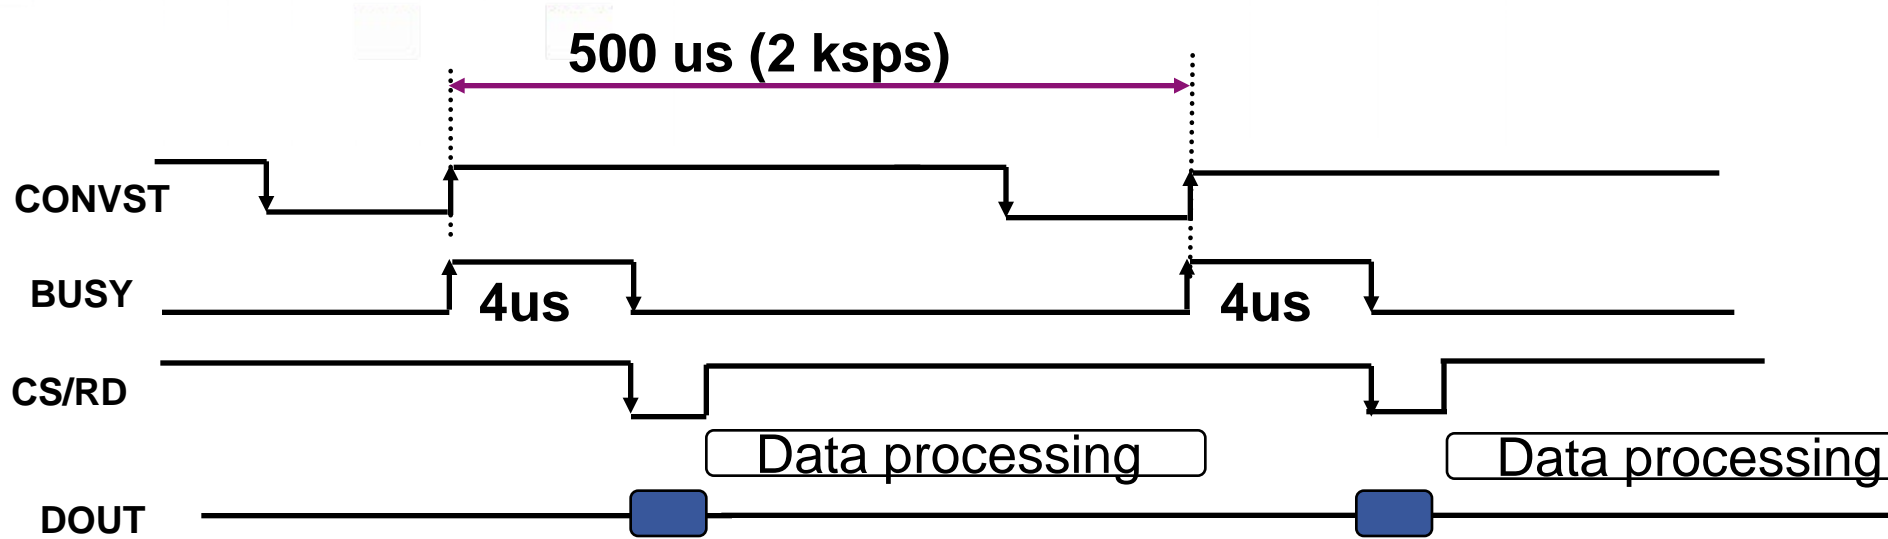 500 us (2 ksps)
CONVST
BUSY
4us
4us
CS/RD
Data processing
Data processing
DOUT